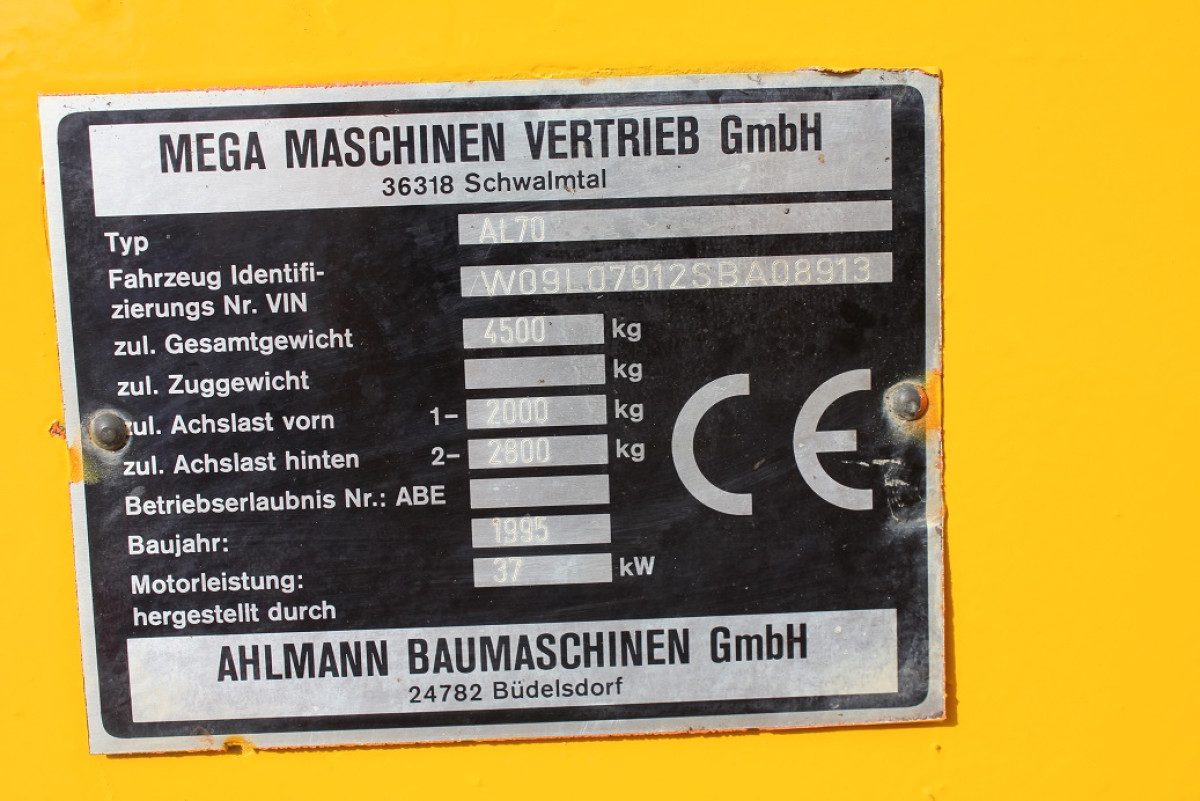 MEGA MASCHINEN VERTRIEB GmbH
36318 Schwalmtal
Typ AL70
Fahrzeug Identifi-
zierungs Nr. VIN W09L07012SBA08913
zul. Gesamtgewicht 4500 kg
zul. Zuggewicht kg
zul. Achslast vorn 1- 2000 kg
zul. Achslast hinten 2- 2800 kg
Betriebserlaubnis Nr.: ABE
Baujahr: 1995
Motorleistung: 37 kW
hergestellt durch
CE
AHLMANN BAUMASCHINEN GmbH
24782 Büdelsdorf